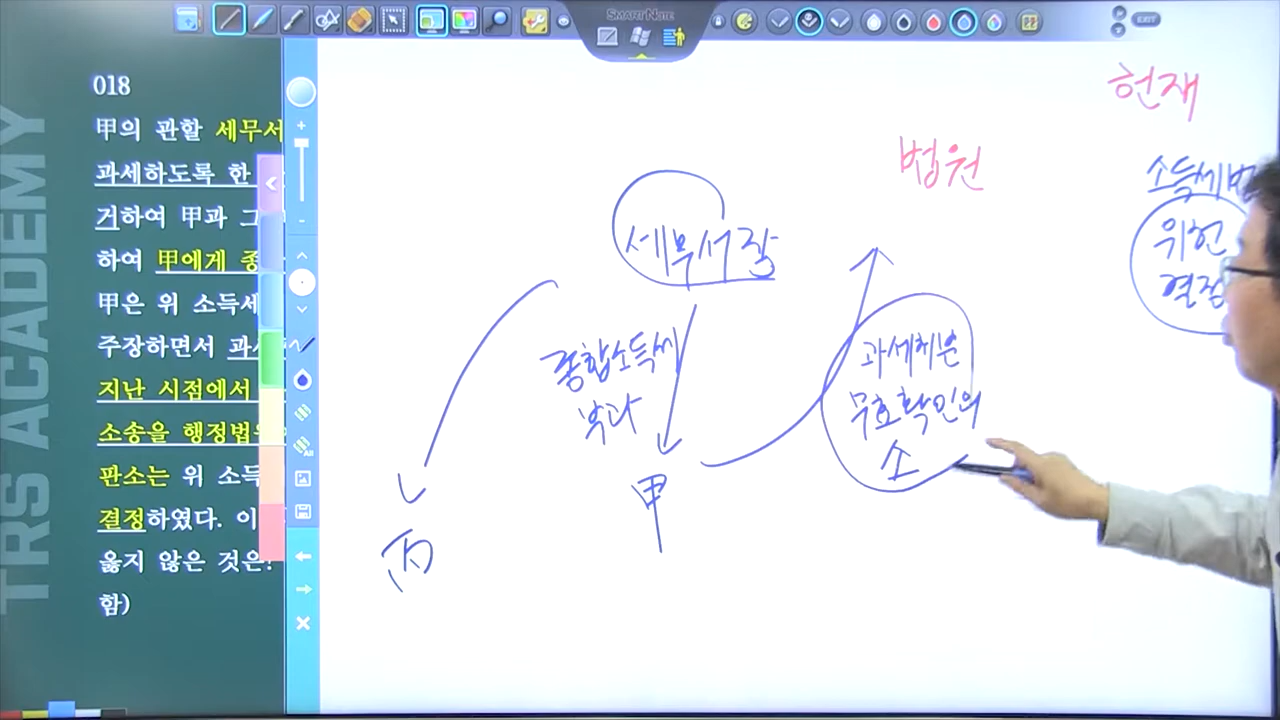 SMART NOTE
EXIT
TRS ACADEMY
018
甲의 관할 세무서
과세하도록 한
거하여 甲과 그
하여 甲에게 종
甲은 위 소득세
주장하면서 과세
지난 시점에서
소송을 행정법원
판소는 위 소득
결정하였다. 이
옳지 않은 것은?
함)
All
헌재
법원
소득세법
위헌
결정
세무서장
종합소득세
부과
과세처분
무효확인의
소
甲
丙